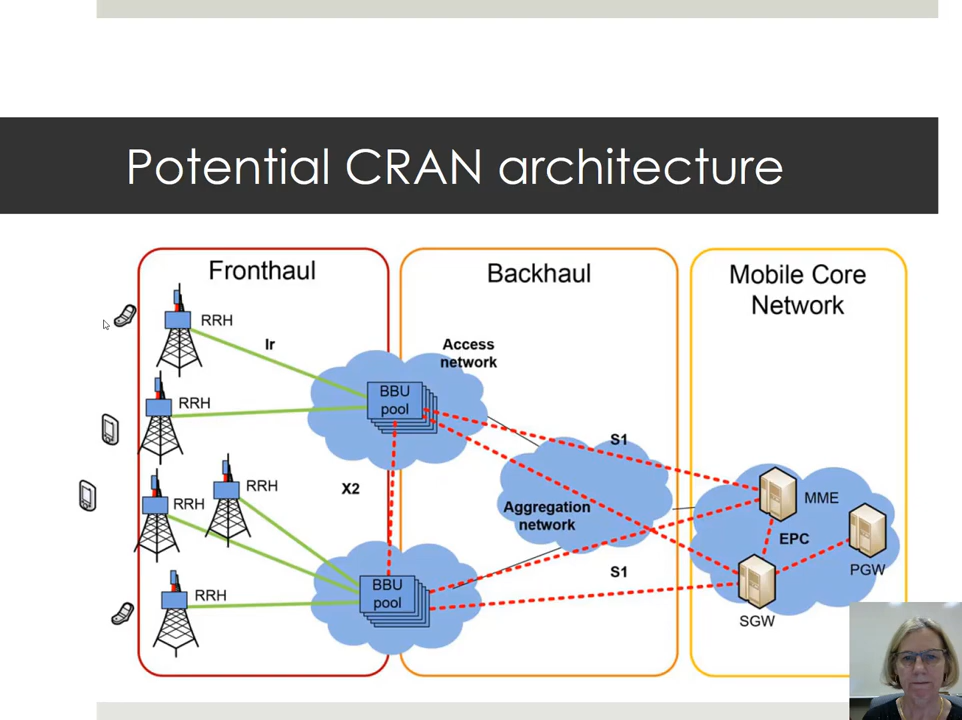 Potential CRAN architecture
Fronthaul
Backhaul
Mobile Core
Network
RRH
Ir
Access
network
BBU
pool
RRH
S1
X2
RRH
RRH
Aggregation
network
MME
EPC
PGW
RRH
BBU
pool
S1
SGW